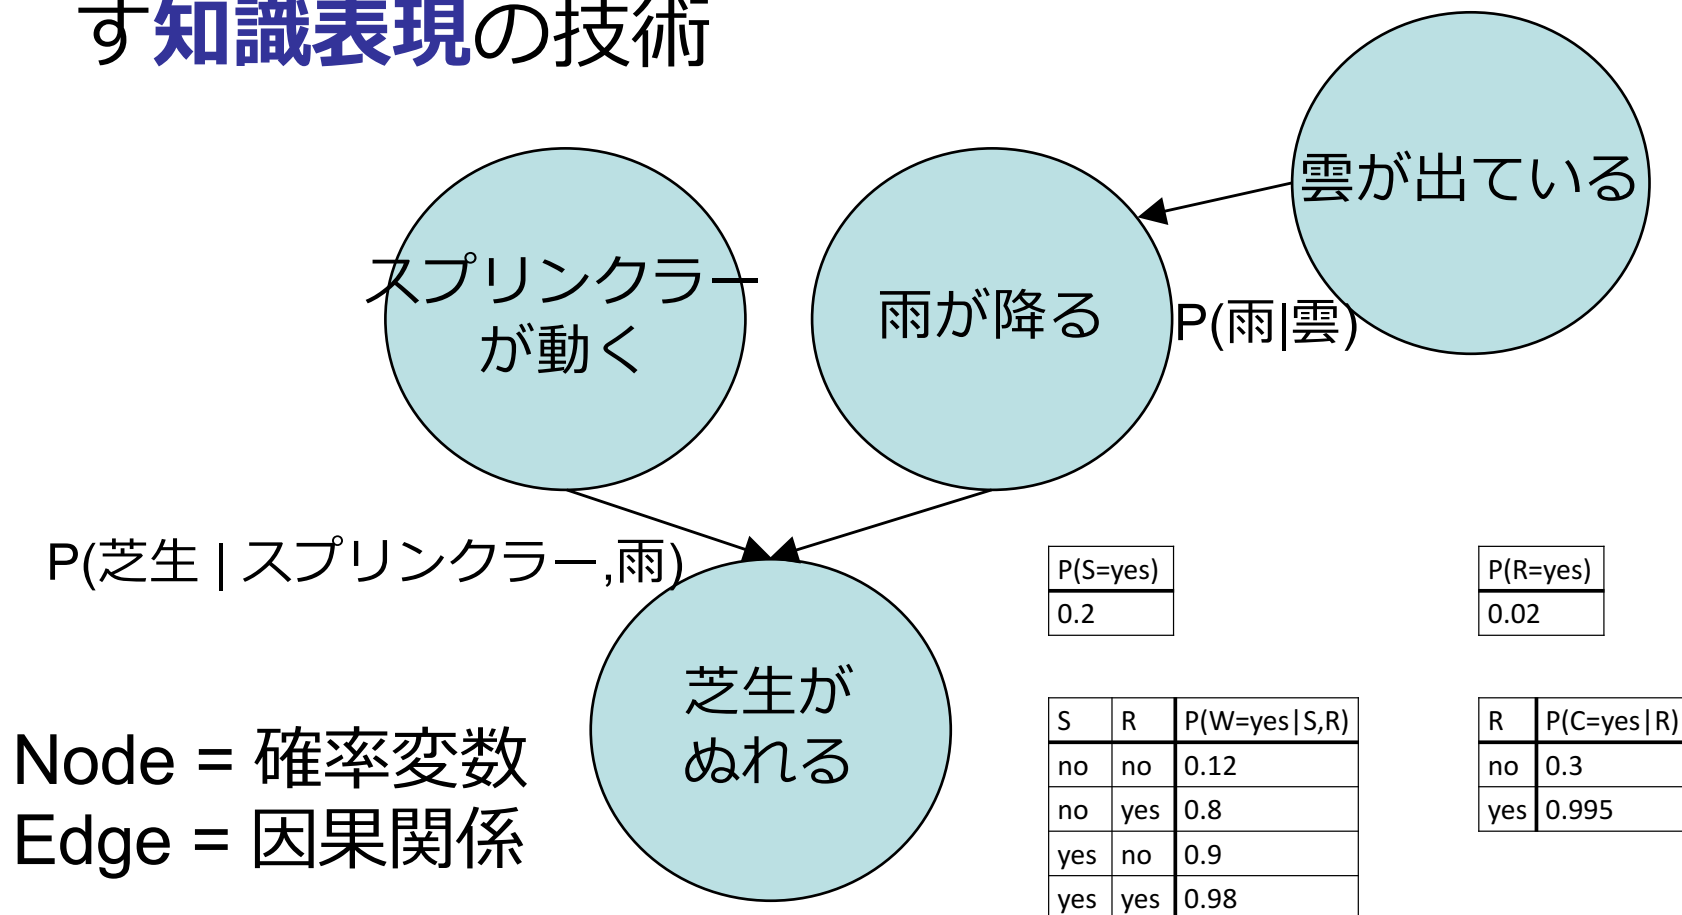 す知識表現の技術
雲が出ている
スプリンクラー
が動く
雨が降る
P(雨|雲)
P(芝生 | スプリンクラー,雨)
芝生が
ぬれる
Node = 確率変数
Edge = 因果関係
P(S=yes)
0.2
P(R=yes)
0.02
S R P(W=yes|S,R)
no no 0.12
no yes 0.8
yes no 0.9
yes yes 0.98
R P(C=yes|R)
no 0.3
yes 0.995